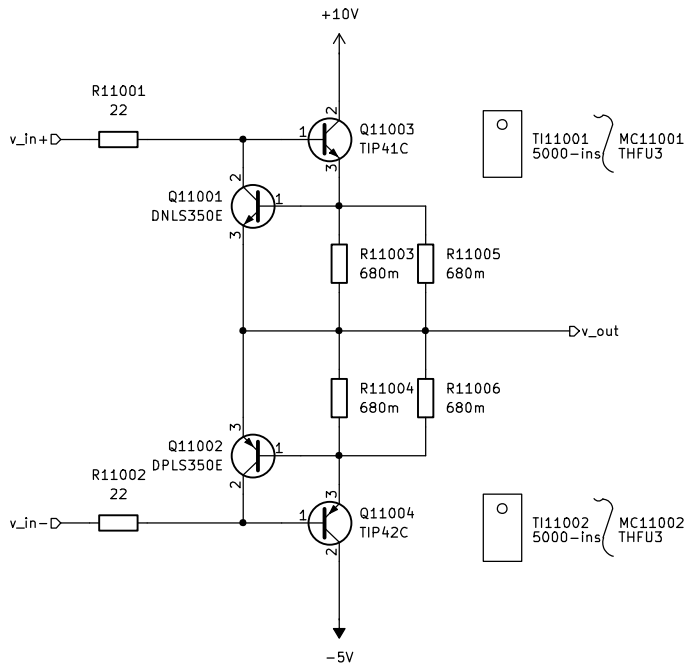 +10V
R11001
22
v_in+
1
2
3
Q11003
TIP41C
TI11001
5000-ins
MC11001
THFU3
Q11001
DNLS350E
2
1
3
R11003
680m
R11005
680m
v_out
R11004
680m
R11006
680m
Q11002
DPLS350E
3
1
2
R11002
22
v_in-
1
3
2
Q11004
TIP42C
TI11002
5000-ins
MC11002
THFU3
-5V